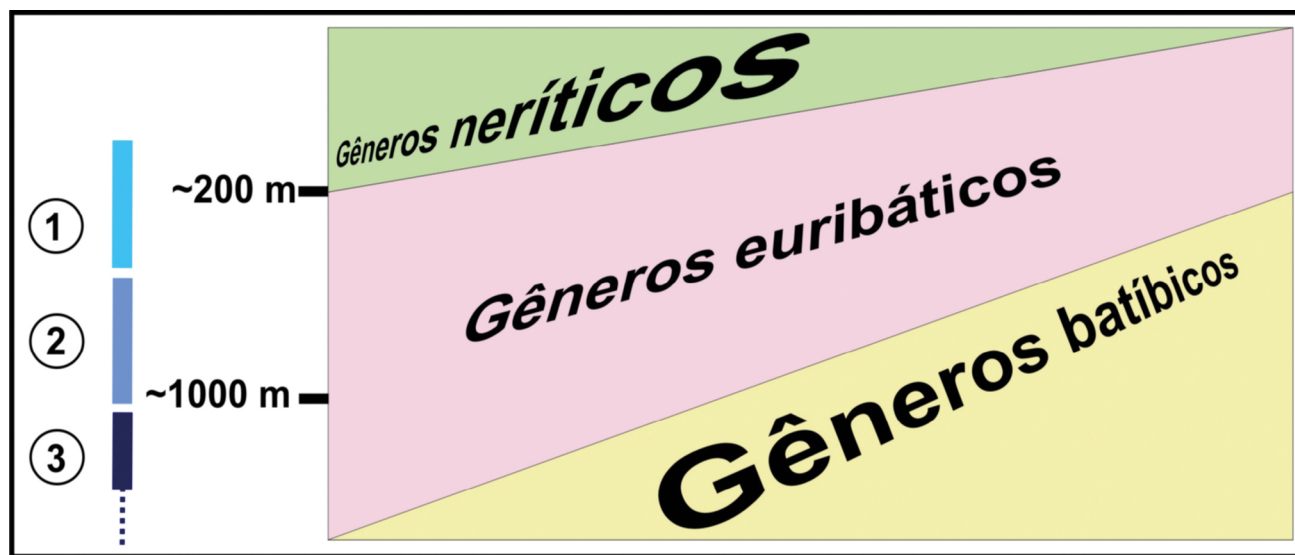 Gêneros neríticos
~200 m
1
Gêneros euribáticos
2
~1000 m
Gêneros batíbicos
3